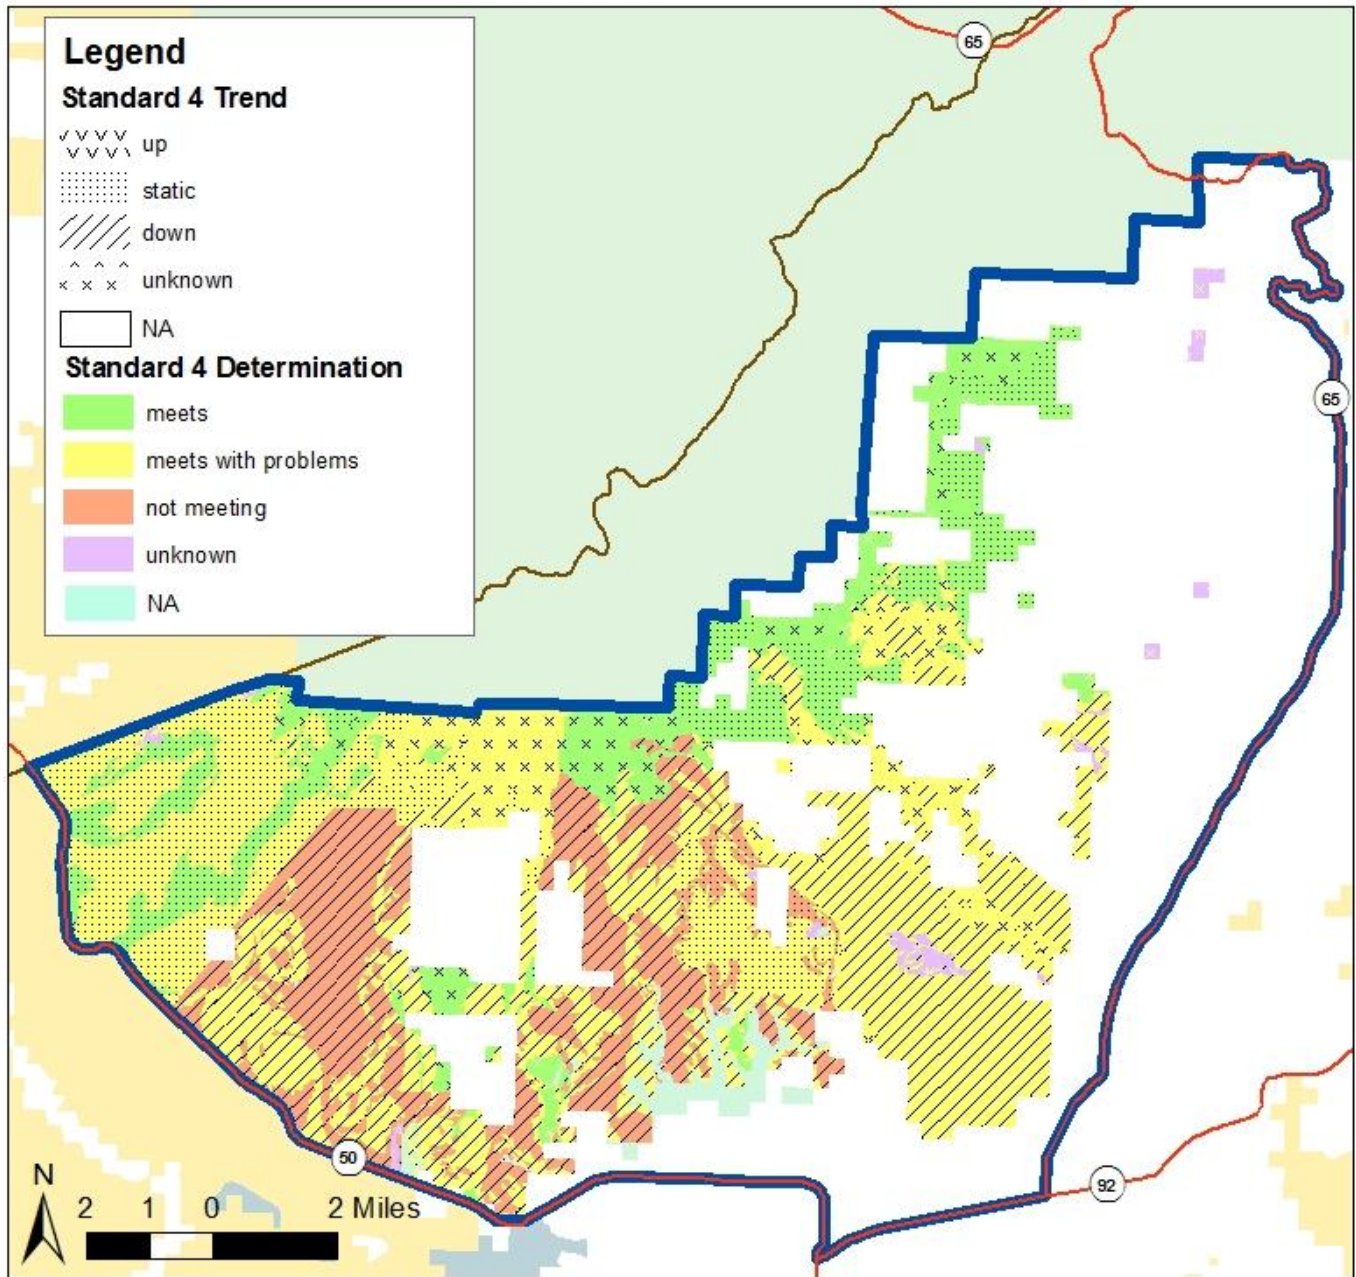 Legend
Standard 4 Trend
up
static
down
unknown
NA
Standard 4 Determination
meets
meets with problems
not meeting
unknown
NA
65
65
50
92
N
2 1 0 2 Miles